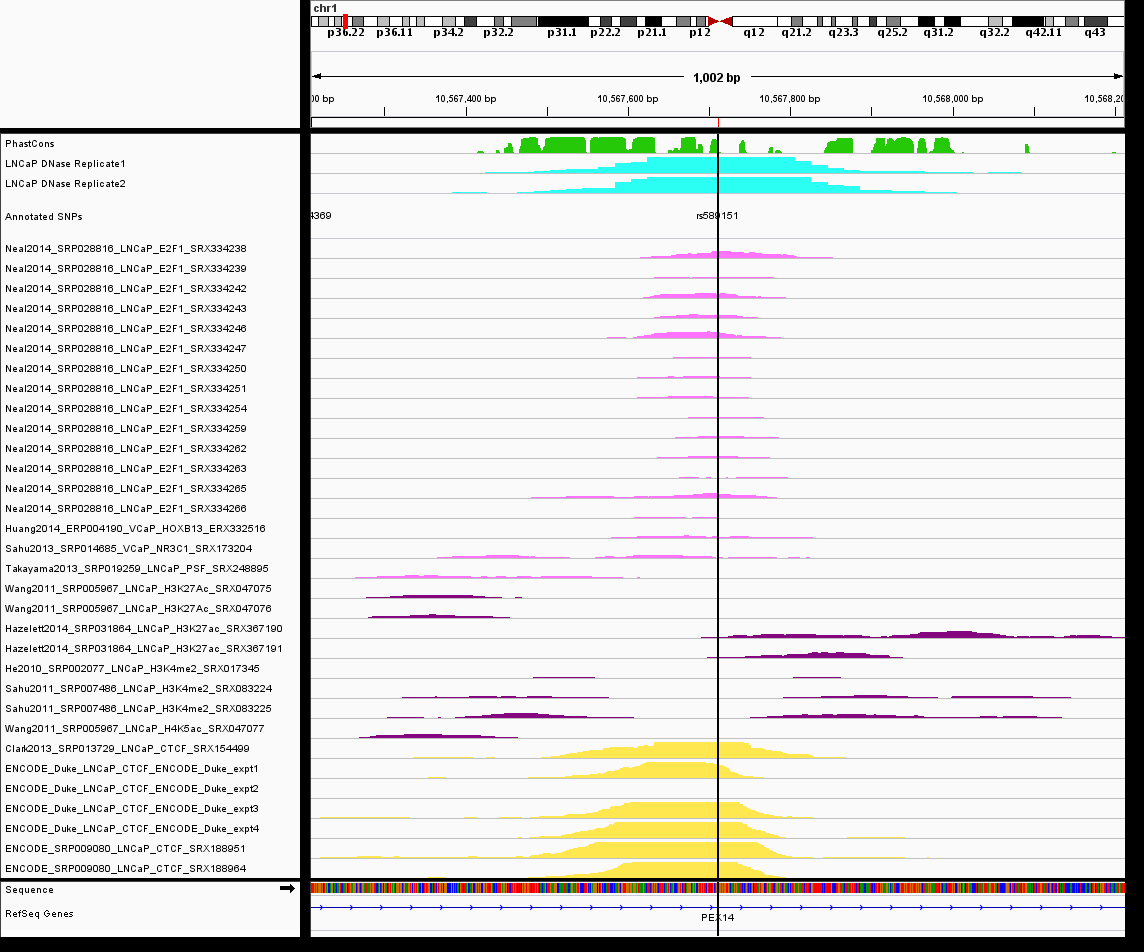 chr1
p36.22 p36.11 p34.2 p32.2 p31.1 p22.2 p21.1 p12 q12 q21.2 q23.3 q25.2 q31.2 q32.2 q42.11 q43
1,002 bp
00 bp 10,567,400 bp 10,567,600 bp 10,567,800 bp 10,568,000 bp 10,568,20
PhastCons
LNCaP DNase Replicate1
LNCaP DNase Replicate2
Annotated SNPs 4369 rs589151
Neal2014_SRP028816_LNCaP_E2F1_SRX334238
Neal2014_SRP028816_LNCaP_E2F1_SRX334239
Neal2014_SRP028816_LNCaP_E2F1_SRX334242
Neal2014_SRP028816_LNCaP_E2F1_SRX334243
Neal2014_SRP028816_LNCaP_E2F1_SRX334246
Neal2014_SRP028816_LNCaP_E2F1_SRX334247
Neal2014_SRP028816_LNCaP_E2F1_SRX334250
Neal2014_SRP028816_LNCaP_E2F1_SRX334251
Neal2014_SRP028816_LNCaP_E2F1_SRX334254
Neal2014_SRP028816_LNCaP_E2F1_SRX334259
Neal2014_SRP028816_LNCaP_E2F1_SRX334262
Neal2014_SRP028816_LNCaP_E2F1_SRX334263
Neal2014_SRP028816_LNCaP_E2F1_SRX334265
Neal2014_SRP028816_LNCaP_E2F1_SRX334266
Huang2014_ERP004190_VCaP_HOXB13_ERX332516
Sahu2013_SRP014685_VCaP_NR3C1_SRX173204
Takayama2013_SRP019259_LNCaP_PSF_SRX248895
Wang2011_SRP005967_LNCaP_H3K27Ac_SRX047075
Wang2011_SRP005967_LNCaP_H3K27Ac_SRX047076
Hazelett2014_SRP031864_LNCaP_H3K27ac_SRX367190
Hazelett2014_SRP031864_LNCaP_H3K27ac_SRX367191
He2010_SRP002077_LNCaP_H3K4me2_SRX017345
Sahu2011_SRP007486_LNCaP_H3K4me2_SRX083224
Sahu2011_SRP007486_LNCaP_H3K4me2_SRX083225
Wang2011_SRP005967_LNCaP_H4K5ac_SRX047077
Clark2013_SRP013729_LNCaP_CTCF_SRX154499
ENCODE_Duke_LNCaP_CTCF_ENCODE_Duke_expt1
ENCODE_Duke_LNCaP_CTCF_ENCODE_Duke_expt2
ENCODE_Duke_LNCaP_CTCF_ENCODE_Duke_expt3
ENCODE_Duke_LNCaP_CTCF_ENCODE_Duke_expt4
ENCODE_SRP009080_LNCaP_CTCF_SRX188951
ENCODE_SRP009080_LNCaP_CTCF_SRX188964
Sequence
RefSeq Genes
PEX14